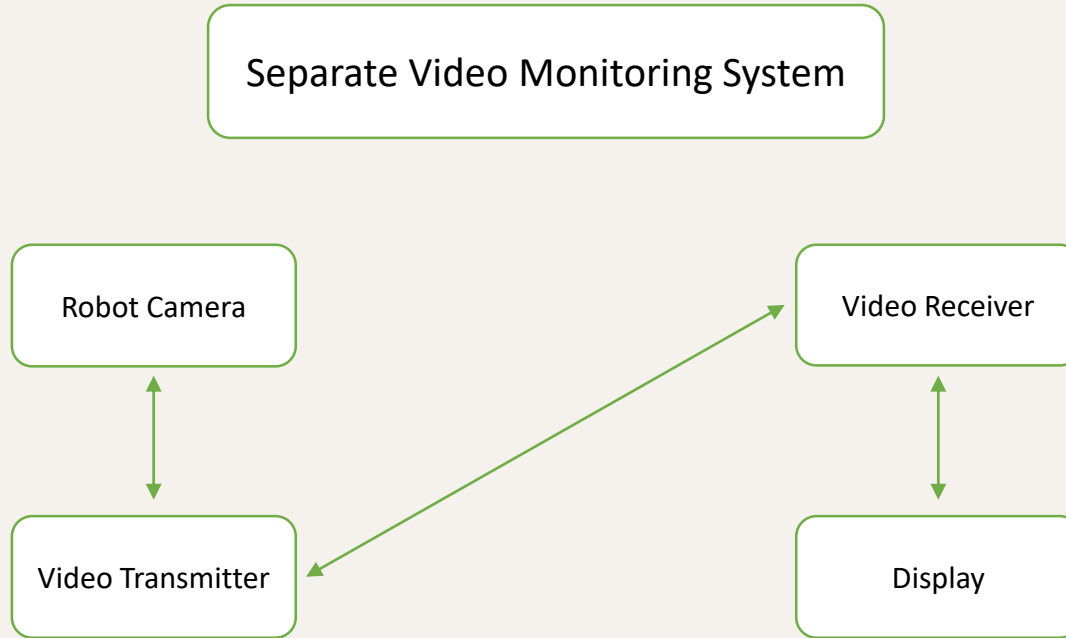 Separate Video Monitoring System
Robot Camera
Video Receiver
Video Transmitter
Display